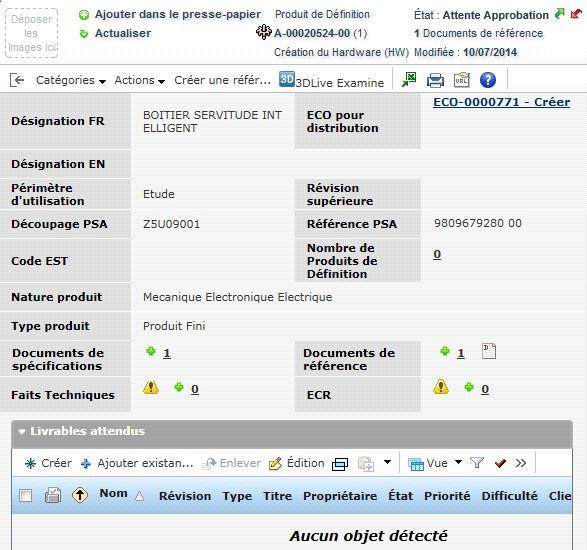 Déposer les Images ici
Ajouter dans le presse-papier
Actualiser
Produit de Définition
A-00020524-00 (1)
Création du Hardware (HW)
État : Attente Approbation
1 Documents de référence
Modifiée : 10/07/2014
Catégories Actions Créer une référ... 3D 3DLive Examine URL ?
Désignation FR BOITIER SERVITUDE INT
ELLIGENT
ECO pour
distribution
ECO-0000771 - Créer
Désignation EN
Périmètre
d'utilisation
Etude
Révision
supérieure
Découpage PSA Z5U09001 Référence PSA 9809679280 00
Code EST
Nombre de
Produits de
Définition
0
Nature produit Mecanique Electronique Electrique
Type produit Produit Fini
Documents de
spécifications
1
Documents de
référence
1
Faits Techniques 0 ECR 0
Livrables attendus
Créer Ajouter existan... Enlever Édition Vue
Nom Révision Type Titre Propriétaire État Priorité Difficulté Clie
Aucun objet détecté